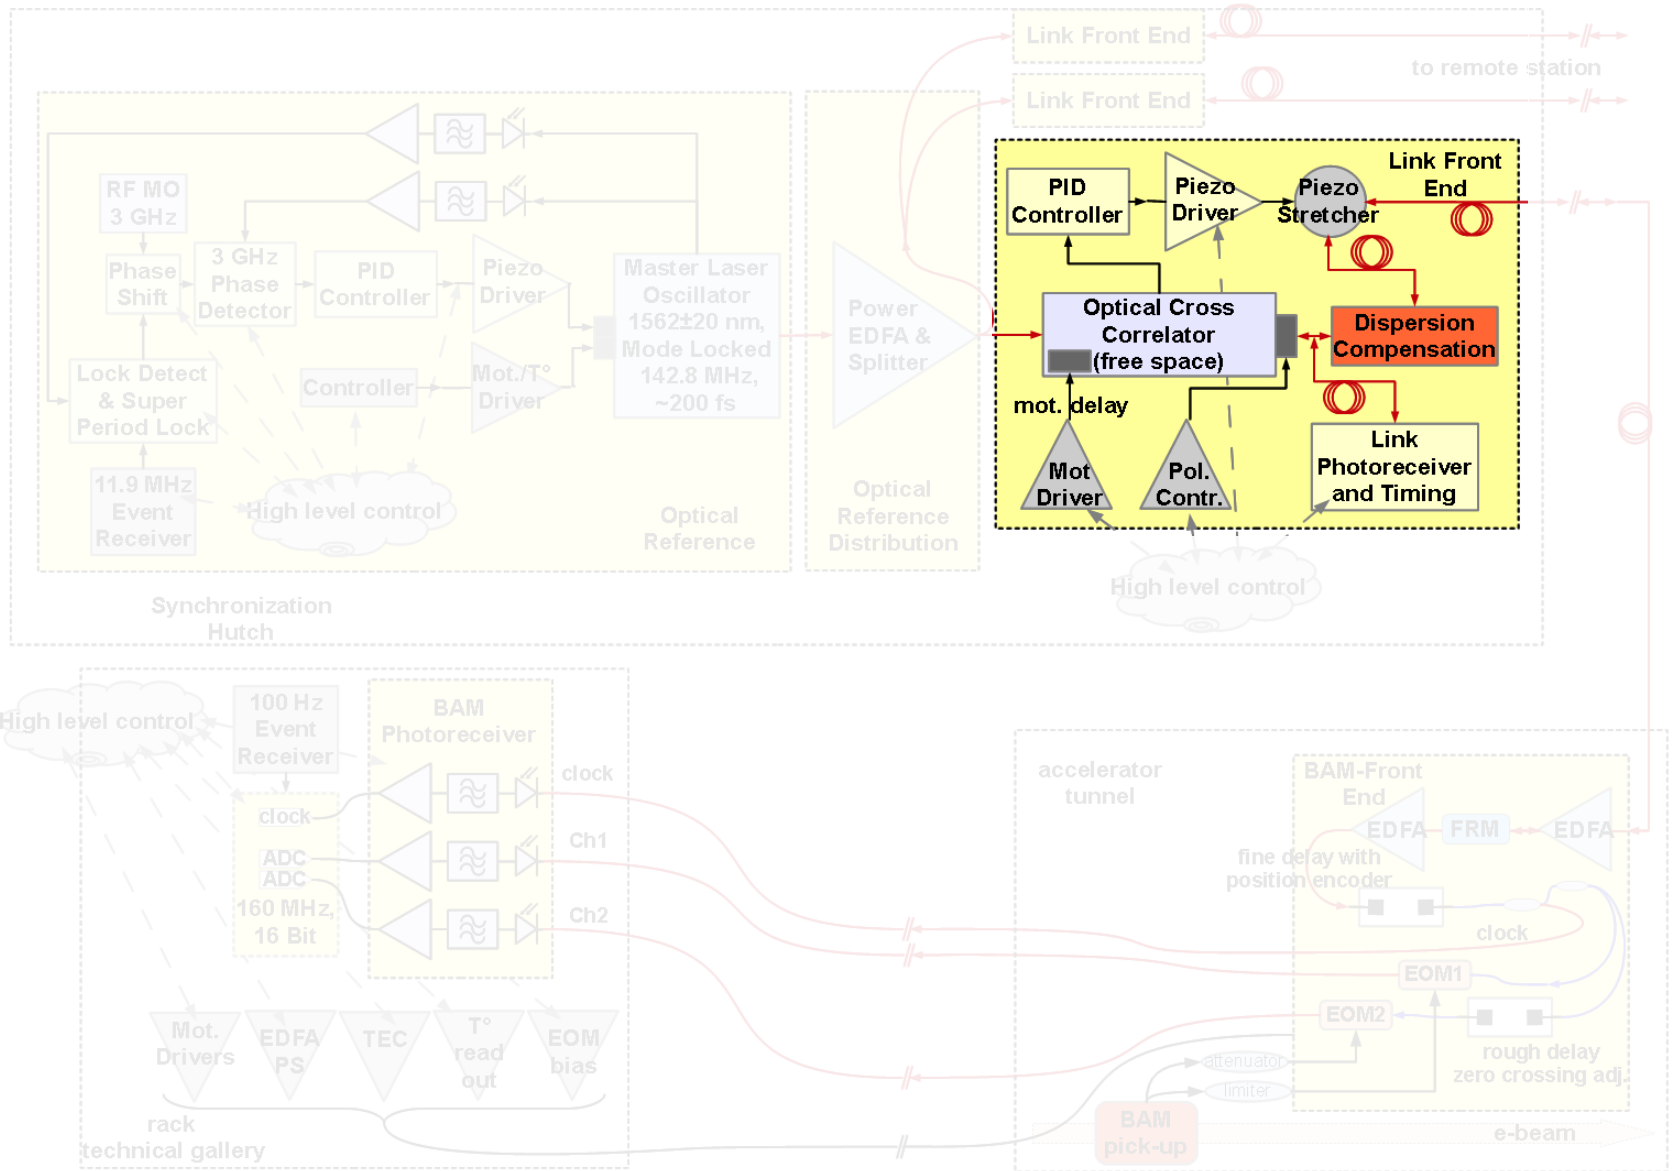 Link Front End
to remote station
Link Front End
Link Front
End
PID
Controller
Piezo
Driver
Piezo
Stretcher
Optical Cross
Correlator
(free space)
Dispersion
Compensation
mot. delay
Mot
Driver
Pol.
Contr.
Link
Photoreceiver
and Timing
High level control
RF MO
3 GHz
Phase
Shift
3 GHz
Phase
Detector
PID
Controller
Piezo
Driver
Master Laser
Oscillator
1562±20 nm,
Mode Locked
142.8 MHz,
~200 fs
Lock Detect
& Super
Period Lock
Controller
Mot./T°
Driver
11.9 MHz
Event
Receiver
High level control
Optical
Reference
Power
EDFA &
Splitter
Optical
Reference
Distribution
Synchronization
Hutch
High level control
100 Hz
Event
Receiver
BAM
Photoreceiver
clock
clock
ADC
ADC
160 MHz,
16 Bit
Ch1
Ch2
Mot.
Drivers
EDFA
PS
TEC
T°
read
out
EOM
bias
rack
technical gallery
accelerator
tunnel
BAM-Front
End
EDFA
FRM
EDFA
fine delay with
position encoder
clock
EOM1
EOM2
rough delay
zero crossing adj.
attenuator
limiter
BAM
pick-up
e-beam